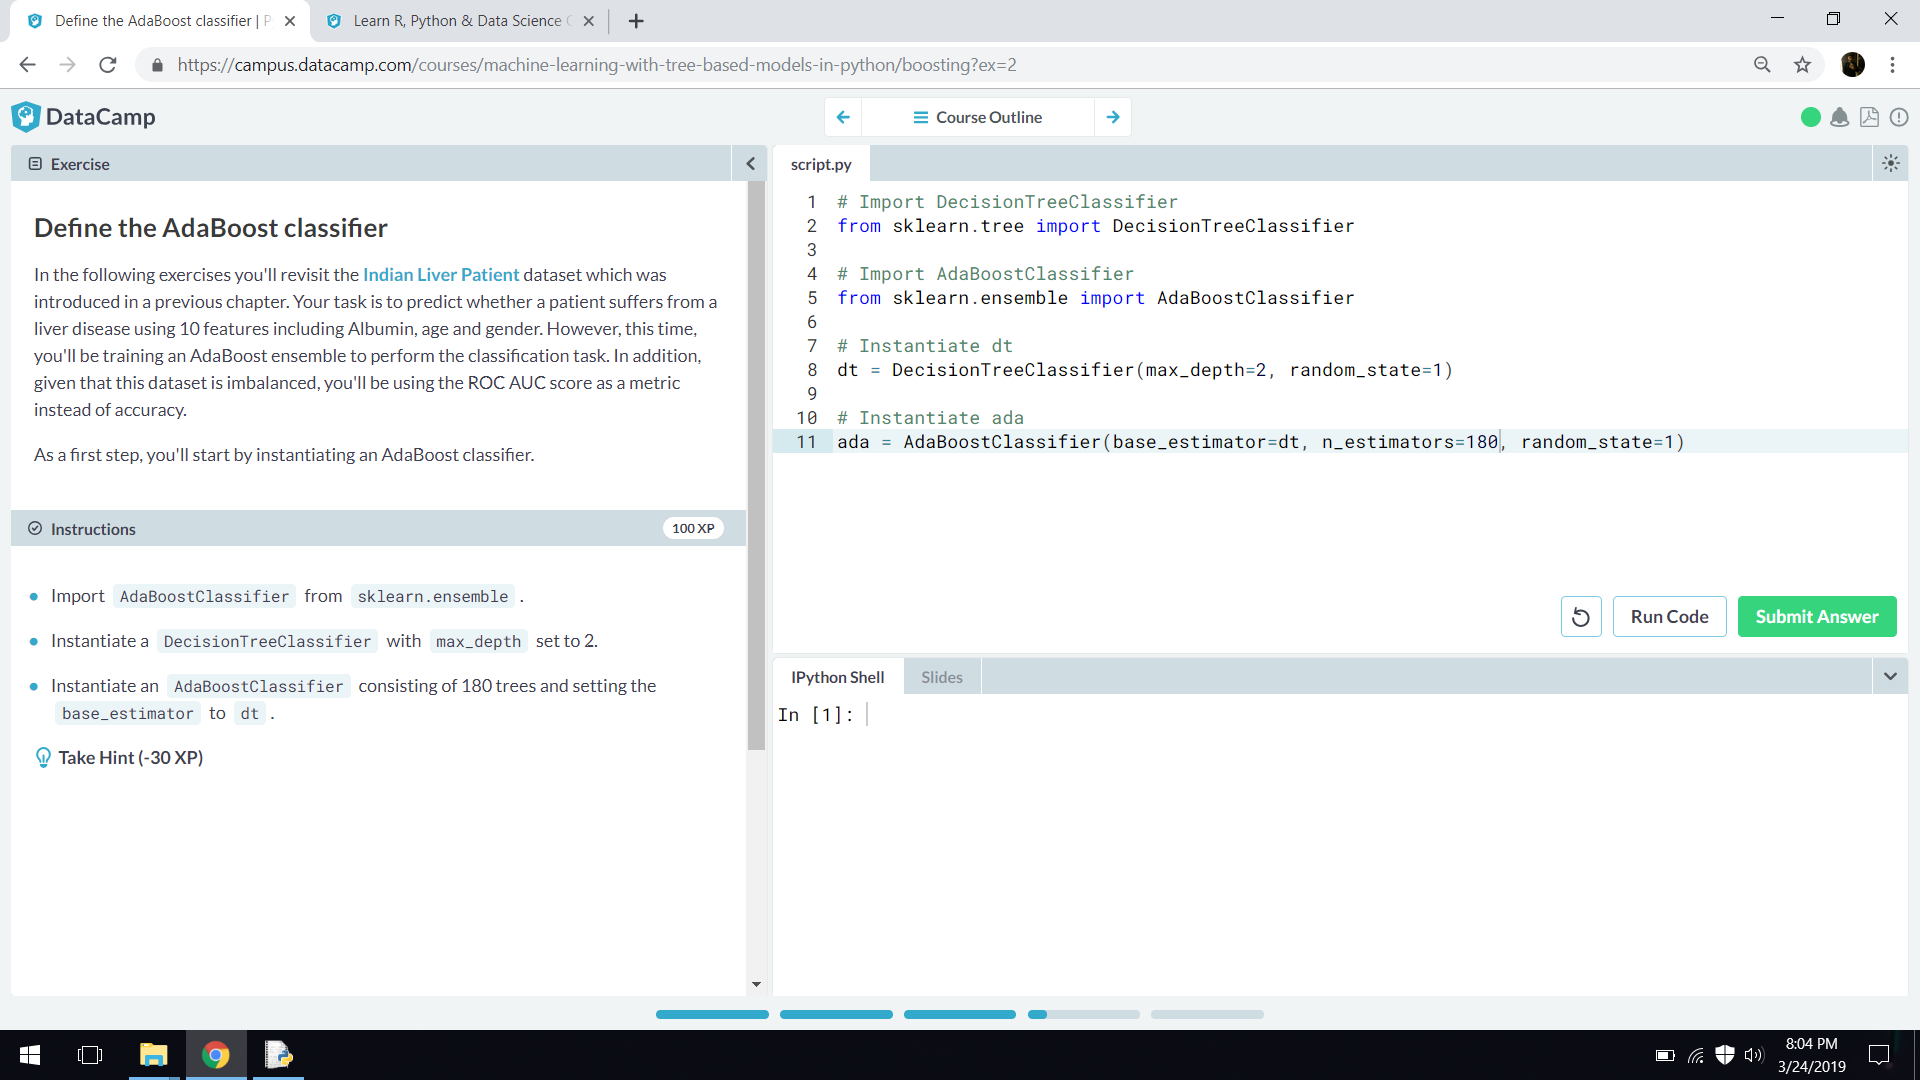 Define the AdaBoost classifier | P
Learn R, Python & Data Science C
https://campus.datacamp.com/courses/machine-learning-with-tree-based-models-in-python/boosting?ex=2
DataCamp
Course Outline
Exercise
Define the AdaBoost classifier
In the following exercises you'll revisit the Indian Liver Patient dataset which was
introduced in a previous chapter. Your task is to predict whether a patient suffers from a
liver disease using 10 features including Albumin, age and gender. However, this time,
you'll be training an AdaBoost ensemble to perform the classification task. In addition,
given that this dataset is imbalanced, you'll be using the ROC AUC score as a metric
instead of accuracy.
As a first step, you'll start by instantiating an AdaBoost classifier.
Instructions
100 XP
Import AdaBoostClassifier from sklearn.ensemble .
Instantiate a DecisionTreeClassifier with max_depth set to 2.
Instantiate an AdaBoostClassifier consisting of 180 trees and setting the
base_estimator to dt .
Take Hint (-30 XP)
script.py
1 # Import DecisionTreeClassifier
2 from sklearn.tree import DecisionTreeClassifier
3
4 # Import AdaBoostClassifier
5 from sklearn.ensemble import AdaBoostClassifier
6
7 # Instantiate dt
8 dt = DecisionTreeClassifier(max_depth=2, random_state=1)
9
10 # Instantiate ada
11 ada = AdaBoostClassifier(base_estimator=dt, n_estimators=180, random_state=1)
Run Code
Submit Answer
IPython Shell
Slides
In [1]:
8:04 PM
3/24/2019